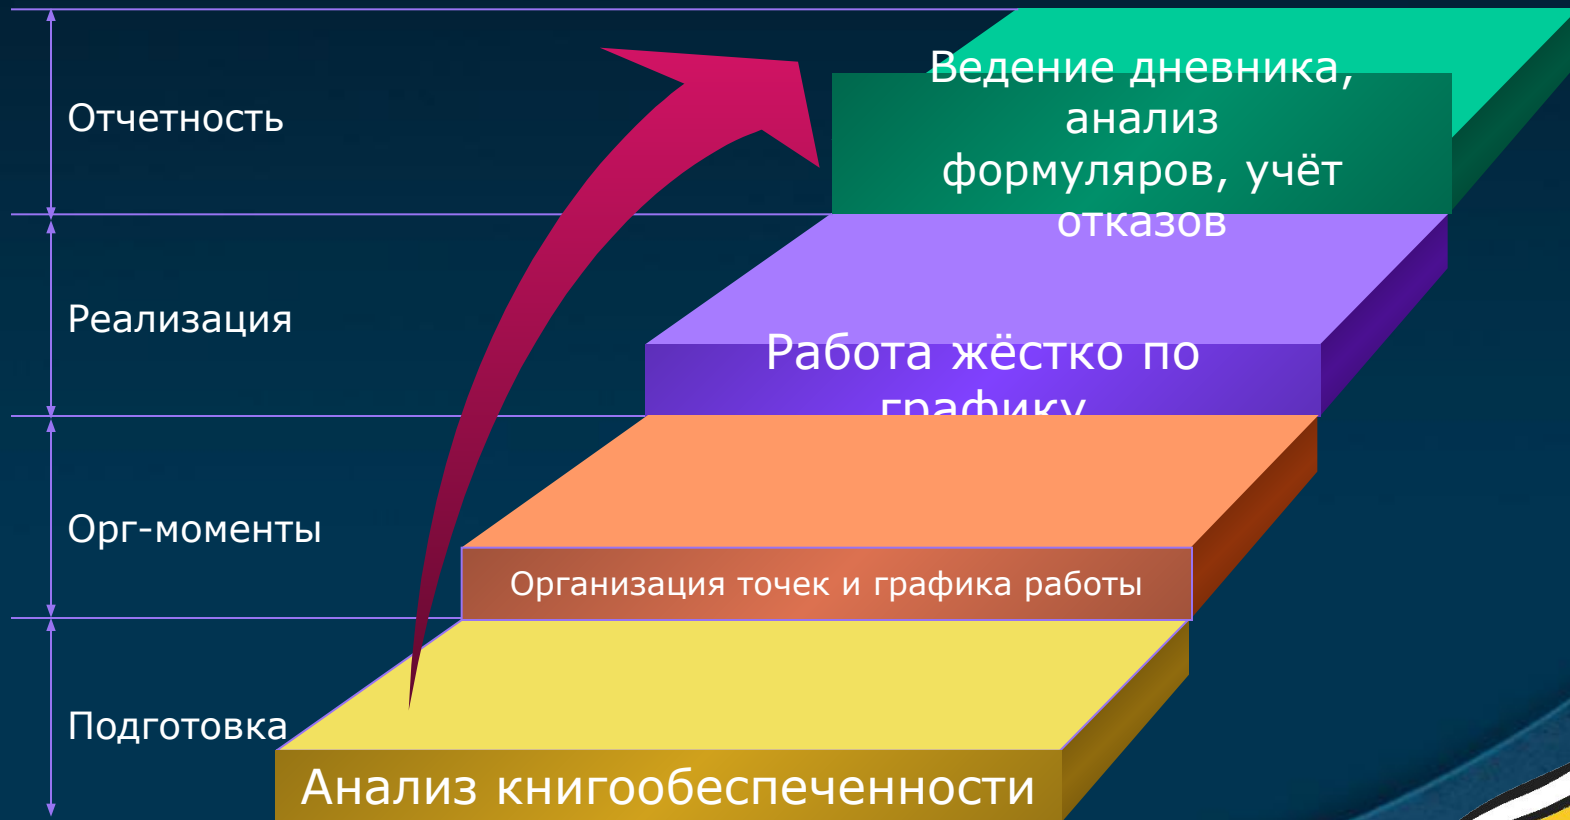 Отчетность
Ведение дневника,
анализ
формуляров, учёт
отказов
Реализация
Работа жёстко по
графику
Орг-моменты
Организация точек и графика работы
Подготовка
Анализ книгообеспеченности